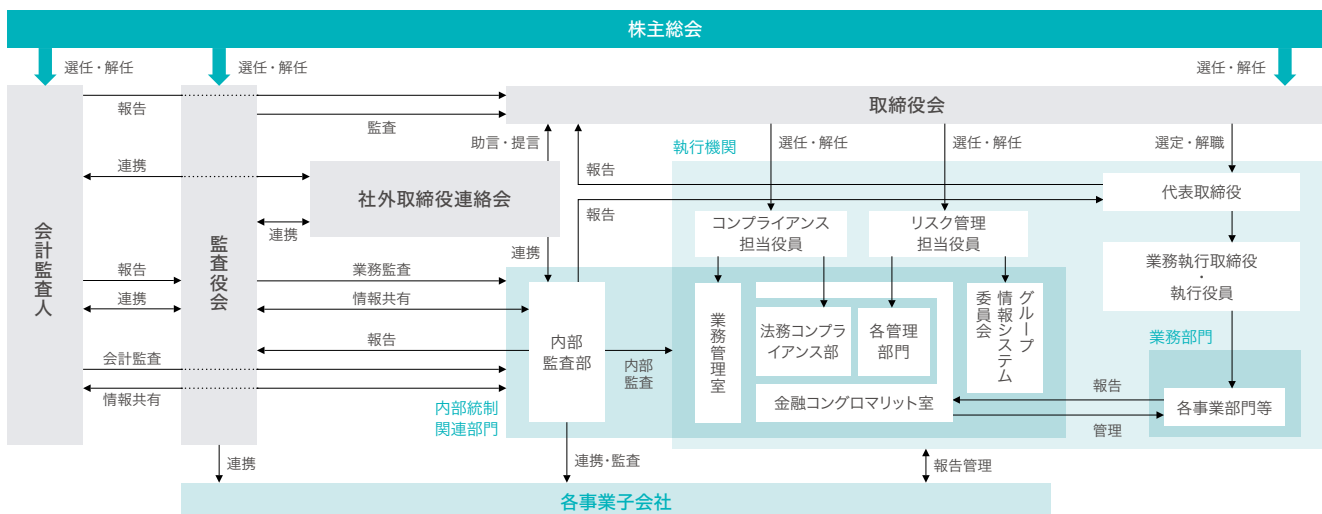 株主総会
選任・解任
選任・解任
選任・解任
報告
取締役会
監査
助言・提言
執行機関
選任・解任
選任・解任
選定・解職
連携
報告
社外取締役連絡会
代表取締役
報告
コンプライアンス
担当役員
リスク管理
担当役員
連携
会計監査人
監査役会
連携
報告
業務監査
業務執行取締役
・
執行役員
連携
情報共有
内部
監査部
業務管理室
法務コンプラ
イアンス部
各管理
部門
グループ
情報システム
委員会
報告
会計監査
内部
監査
業務部門
情報共有
金融コングロマリット室
報告
各事業部門等
管理
内部統制
関連部門
連携
連携・監査
報告管理
各事業子会社